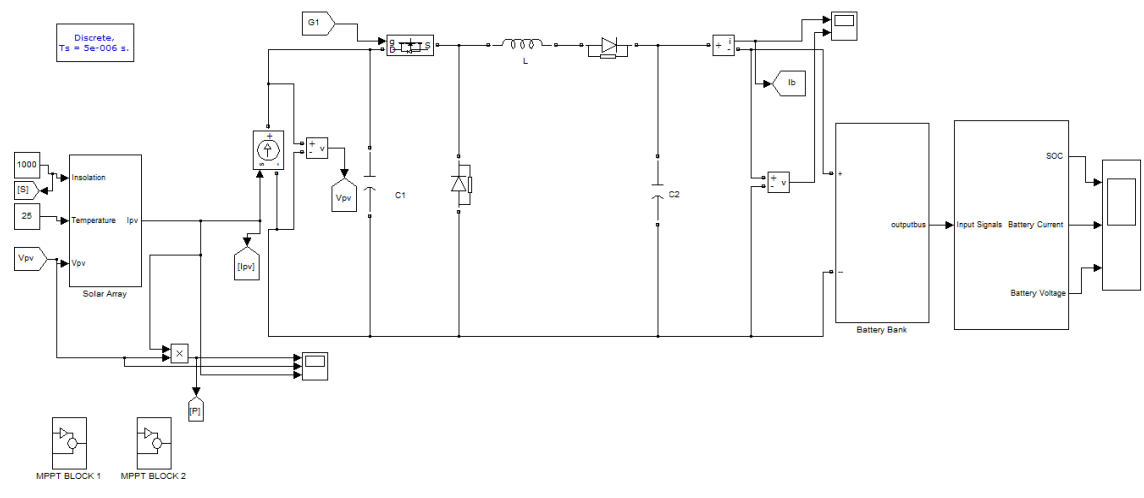 Discrete,
Ts = 5e-006 s.
G1
g
D
S
L
+
-
i
-
Ib
1000
[S]
25
Vpv
Insolation
Temperature
Vpv
Ipv
Solar Array
+
s
-
+
-
v
Vpv
[Ipv]
C1
C2
+
-
v
+
outputbus
Battery Bank
Input Signals
SOC
Battery Current
Battery Voltage
×
[P]
MPPT BLOCK 1
MPPT BLOCK 2